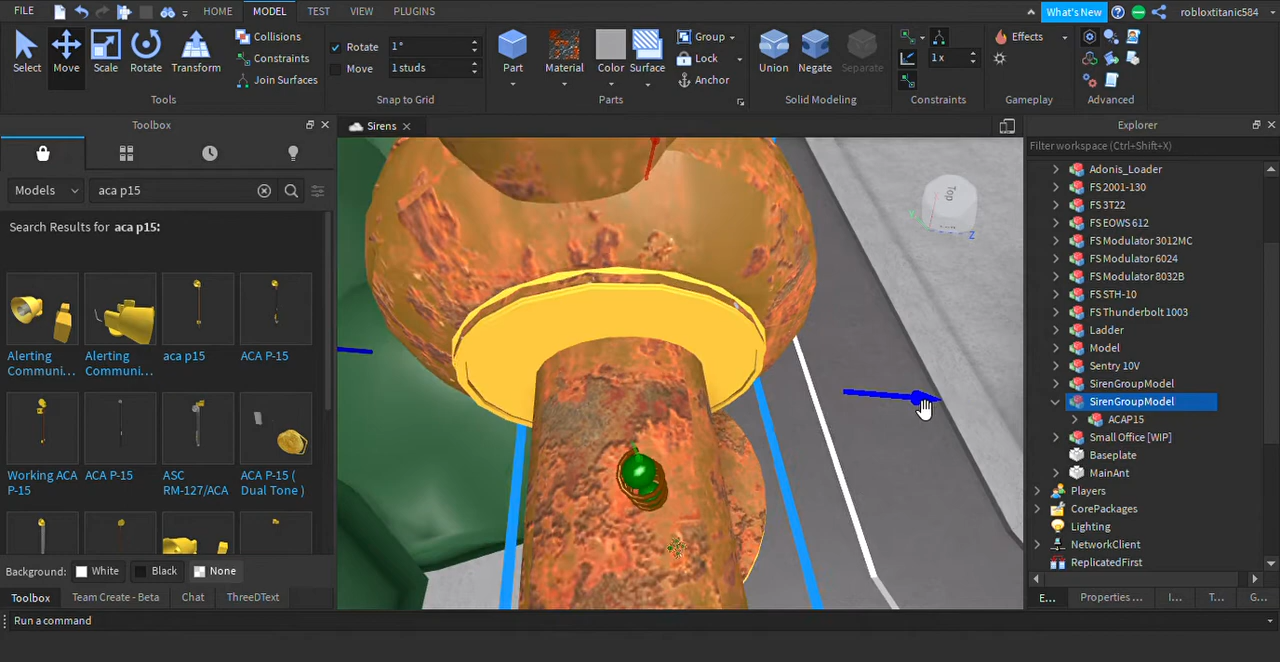 FILE HOME MODEL TEST VIEW PLUGINS What's New robloxtitanic584
Select Move Scale Rotate Transform
Collisions
Constraints
Join Surfaces
Tools
Rotate 1°
Move 1 studs
Snap to Grid
Part Material Color Surface
Group
Lock
Anchor
Parts
Union Negate Separate
Solid Modeling
1 x
Constraints
Effects
Gameplay
Advanced
Toolbox
Models aca p15
Search Results for aca p15:
Alerting Communi...
Alerting Communi...
aca p15
ACA P-15
Working ACA P-15
ACA P-15
ASC RM-127/ACA
ACA P-15 ( Dual Tone )
Background: White Black None
Toolbox Team Create - Beta Chat ThreeDText
Run a command
Sirens
Top
Y
Z
Explorer
Filter workspace (Ctrl+Shift+X)
Adonis_Loader
FS 2001-130
FS 3T22
FS EOWS 612
FS Modulator 3012MC
FS Modulator 6024
FS Modulator 8032B
FS STH-10
FS Thunderbolt 1003
Ladder
Model
Sentry 10V
SirenGroupModel
SirenGroupModel
ACAP15
Small Office [WIP]
Baseplate
MainAnt
Players
CorePackages
Lighting
NetworkClient
ReplicatedFirst
E... Properties ... I... T... G...